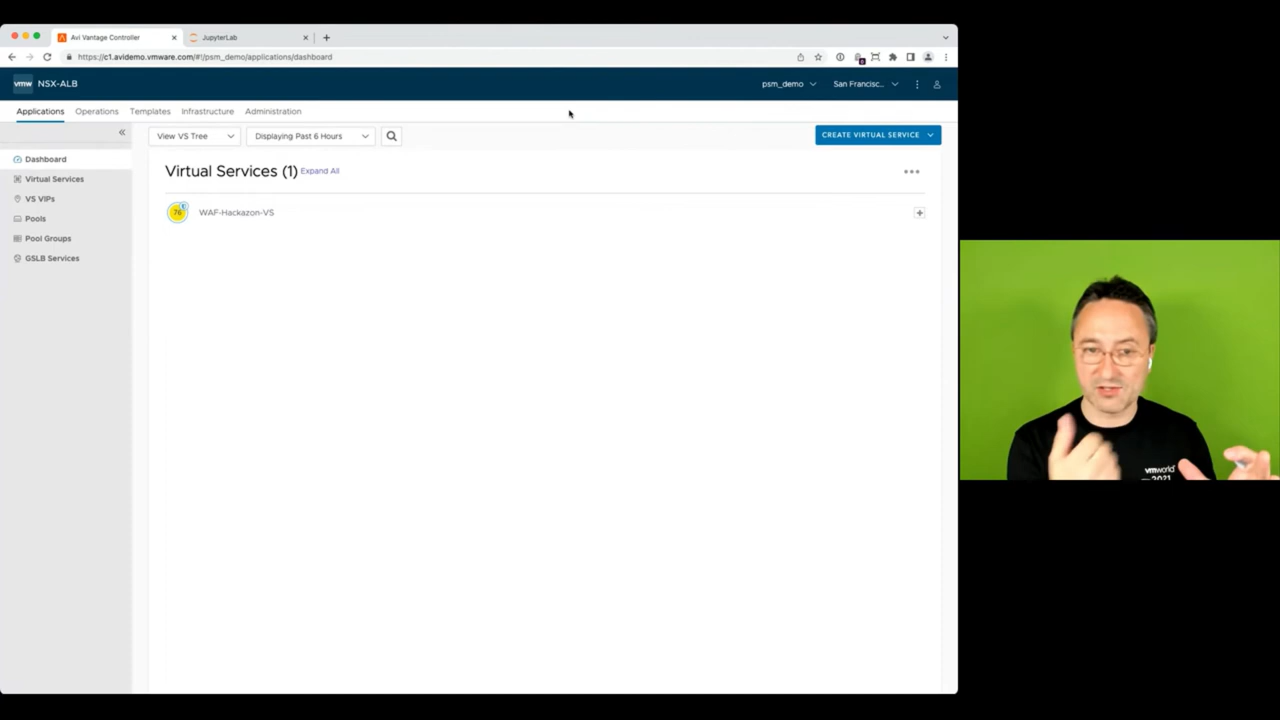 Avi Vantage Controller
JupyterLab
https://c1.avidemo.vmware.com/#!/psm_demo/applications/dashboard
vmw NSX-ALB
psm_demo
San Francisc...
Applications
Operations
Templates
Infrastructure
Administration
View VS Tree
Displaying Past 6 Hours
CREATE VIRTUAL SERVICE
Dashboard
Virtual Services
VS VIPs
Pools
Pool Groups
GSLB Services
Virtual Services (1) Expand All
76 WAF-Hackazon-VS
vmworld
2021